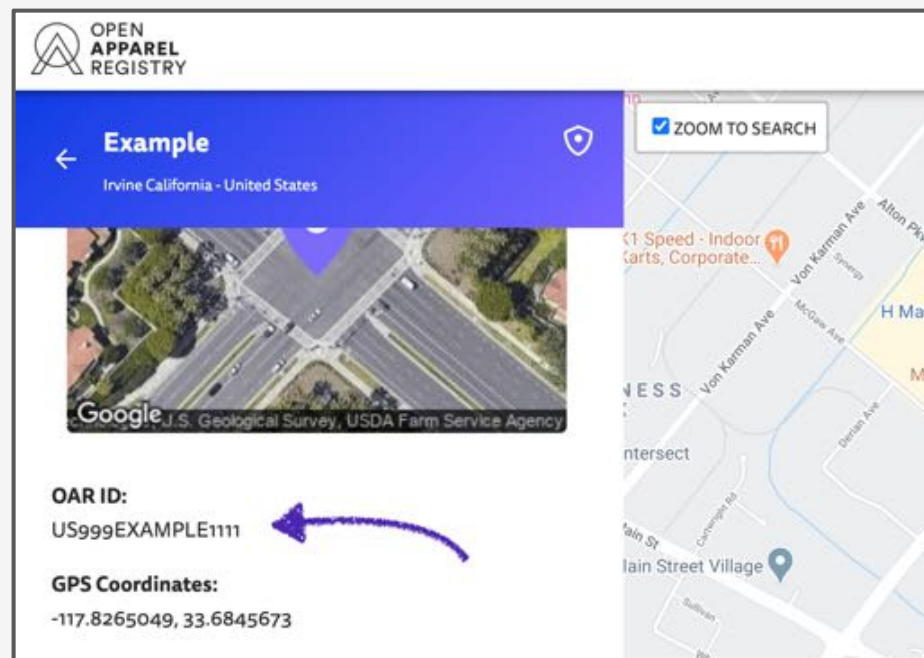 OPEN
APPAREL
REGISTRY
Example
Irvine California - United States
Google
U.S. Geological Survey, USDA Farm Service Agency
OAR ID:
US999EXAMPLE1111
GPS Coordinates:
-117.8265049, 33.6845673
ZOOM TO SEARCH
K1 Speed - Indoor
Karts, Corporate...
Von Karman Ave
Alton Pkwy
Synergy
McGaw Ave
H Ma
M
Von Karman Ave
NESS
Derian Ave
ntersect
Cartwright Rd
Main St
lain Street Village
Sullivan